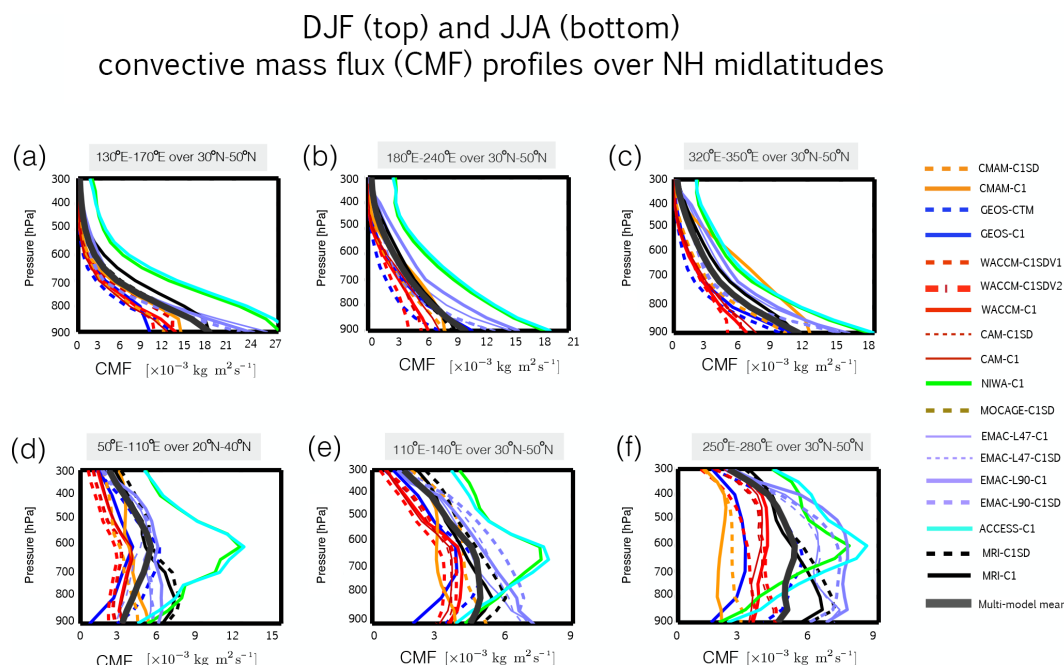 DJF (top) and JJA (bottom)
convective mass flux (CMF) profiles over NH midlatitudes
(a) 130°E-170°E over 30°N-50°N
(b) 180°E-240°E over 30°N-50°N
(c) 320°E-350°E over 30°N-50°N
Pressure [hPa]
300
400
500
600
700
800
900
0 3 6 9 12 15 18 21 24 27
CMF [×10⁻³ kg m²s⁻¹]
Pressure [hPa]
300
400
500
600
700
800
900
0 3 6 9 12 15 18 21
CMF [×10⁻³ kg m²s⁻¹]
Pressure [hPa]
300
400
500
600
700
800
900
0 3 6 9 12 15 18
CMF [×10⁻³ kg m²s⁻¹]
(d) 50°E-110°E over 20°N-40°N
(e) 110°E-140°E over 30°N-50°N
(f) 250°E-280°E over 30°N-50°N
Pressure [hPa]
300
400
500
600
700
800
900
0 3 6 9 12 15
CMF [×10⁻³ kg m²s⁻¹]
Pressure [hPa]
300
400
500
600
700
800
900
0 3 6 9
CMF [×10⁻³ kg m²s⁻¹]
Pressure [hPa]
300
400
500
600
700
800
900
0 3 6 9
CMF [×10⁻³ kg m²s⁻¹]
CMAM-C1SD
CMAM-C1
GEOS-CTM
GEOS-C1
WACCM-C1SDV1
WACCM-C1SDV2
WACCM-C1
CAM-C1SD
CAM-C1
NIWA-C1
MOCAGE-C1SD
EMAC-L47-C1
EMAC-L47-C1SD
EMAC-L90-C1
EMAC-L90-C1SD
ACCESS-C1
MRI-C1SD
MRI-C1
Multi-model mean